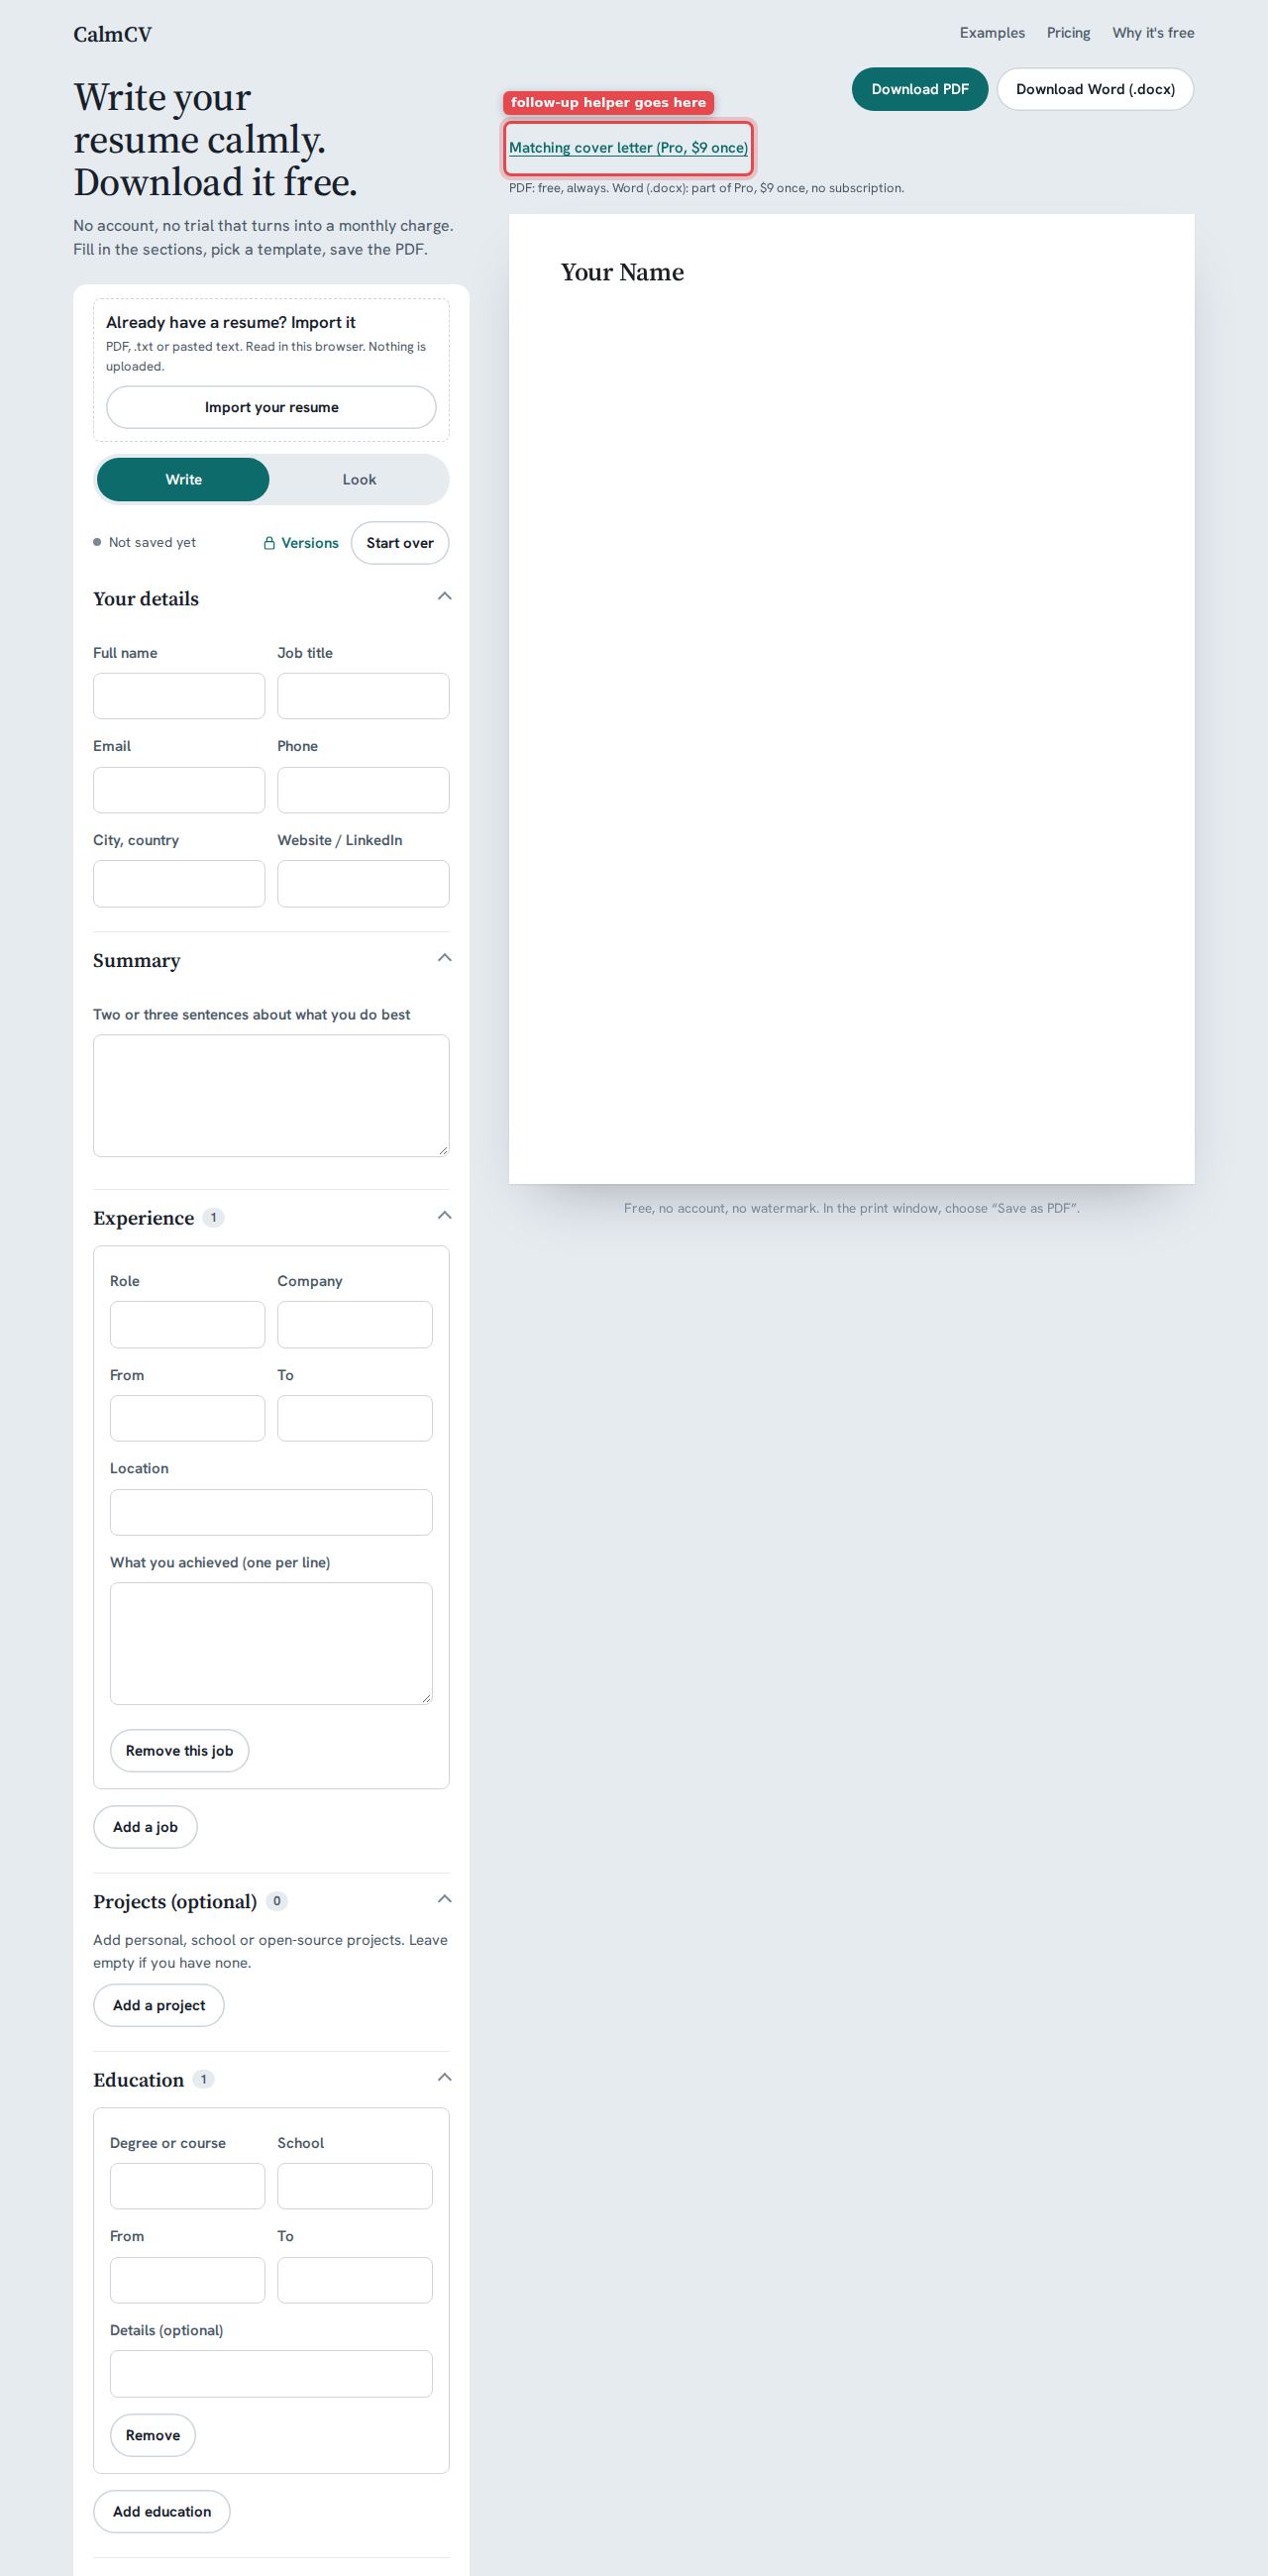 CalmCV
Examples
Pricing
Why it's free
Write your
resume calmly.
Download it free.
No account, no trial that turns into a monthly charge.
Fill in the sections, pick a template, save the PDF.
Already have a resume? Import it
PDF, .txt or pasted text. Read in this browser. Nothing is
uploaded.
Import your resume
Write
Look
Not saved yet
Versions
Start over
Your details
Full name
Job title
Email
Phone
City, country
Website / LinkedIn
Summary
Two or three sentences about what you do best
Experience 1
Role
Company
From
To
Location
What you achieved (one per line)
Remove this job
Add a job
Projects (optional) 0
Add personal, school or open-source projects. Leave
empty if you have none.
Add a project
Education 1
Degree or course
School
From
To
Details (optional)
Remove
Add education
Download PDF
Download Word (.docx)
follow-up helper goes here
Matching cover letter (Pro, $9 once)
PDF: free, always. Word (.docx): part of Pro, $9 once, no subscription.
Your Name
Free, no account, no watermark. In the print window, choose “Save as PDF”.